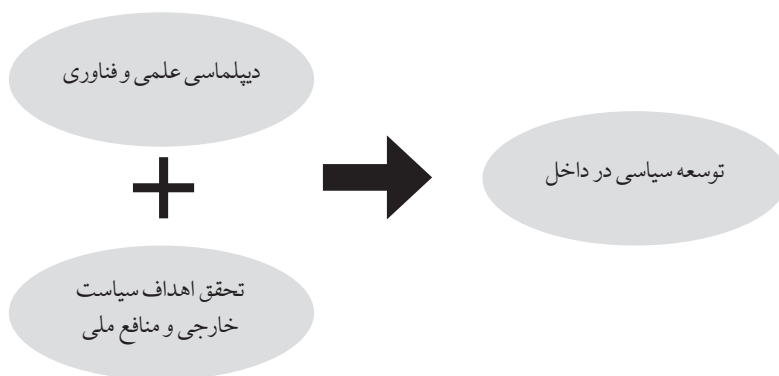 دیپلماسی علمی و فناوری
توسعه سیاسی در داخل
تحقق اهداف سیاست
خارجی و منافع ملی